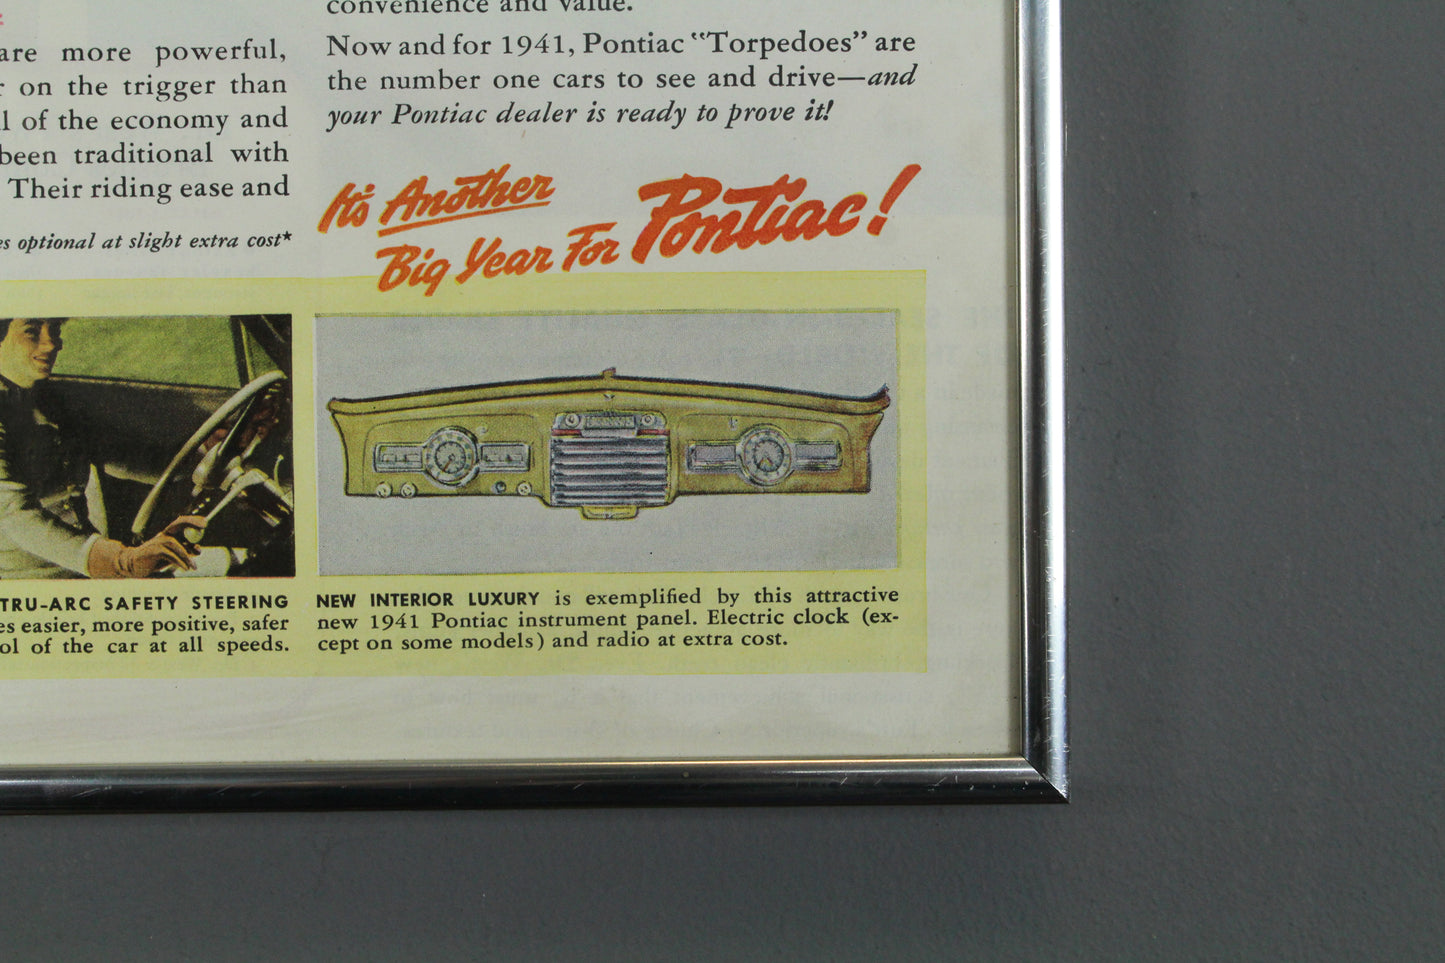 are more powerful,
on the trigger than
of the economy and
been traditional with
Their riding ease and
optional at slight extra cost*
convenience and value.
Now and for 1941, Pontiac "Torpedoes" are
the number one cars to see and drive—and
your Pontiac dealer is ready to prove it!
It's Another
Big Year For Pontiac!
TRU-ARC SAFETY STEERING
easier, more positive, safer
of the car at all speeds.
NEW INTERIOR LUXURY is exemplified by this attractive
new 1941 Pontiac instrument panel. Electric clock (ex-
cept on some models) and radio at extra cost.